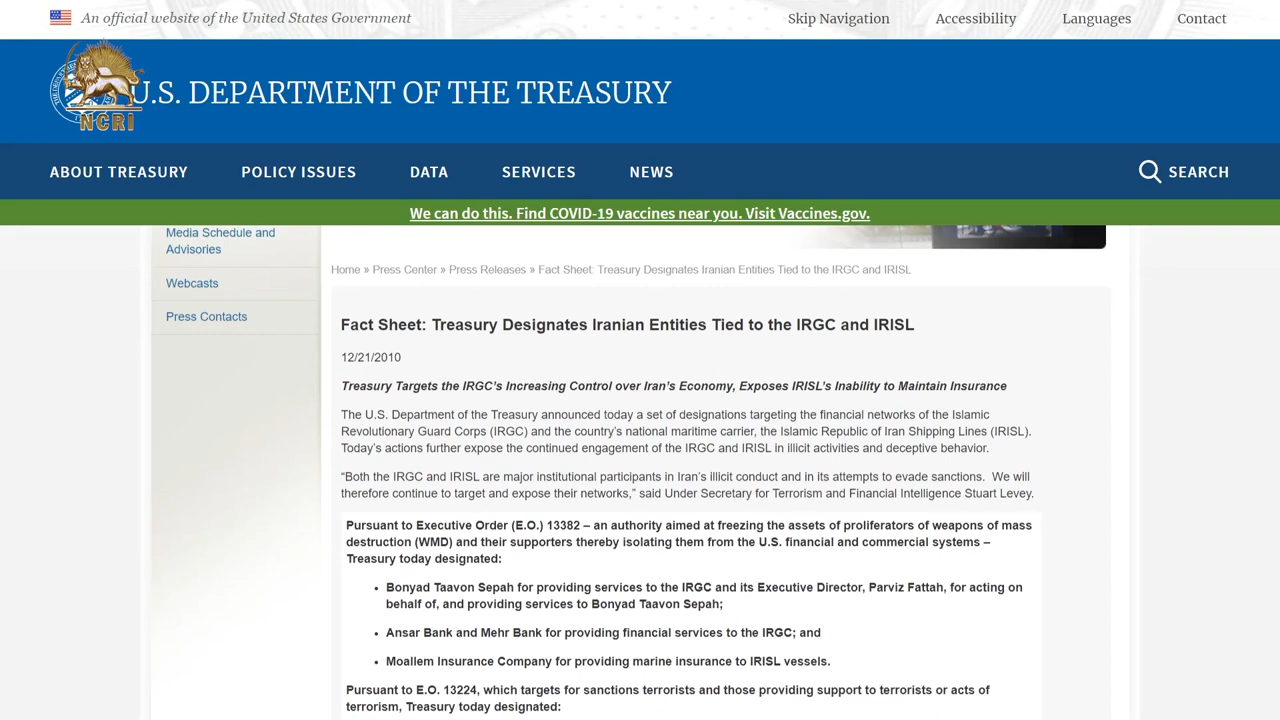 An official website of the United States Government
Skip Navigation
Accessibility
Languages
Contact
U.S. DEPARTMENT OF THE TREASURY
NCRI
ABOUT TREASURY
POLICY ISSUES
DATA
SERVICES
NEWS
SEARCH
We can do this. Find COVID-19 vaccines near you. Visit Vaccines.gov.
Media Schedule and
Advisories
Webcasts
Press Contacts
Home » Press Center » Press Releases » Fact Sheet: Treasury Designates Iranian Entities Tied to the IRGC and IRISL
Fact Sheet: Treasury Designates Iranian Entities Tied to the IRGC and IRISL
12/21/2010
Treasury Targets the IRGC's Increasing Control over Iran's Economy, Exposes IRISL's Inability to Maintain Insurance
The U.S. Department of the Treasury announced today a set of designations targeting the financial networks of the Islamic
Revolutionary Guard Corps (IRGC) and the country's national maritime carrier, the Islamic Republic of Iran Shipping Lines (IRISL).
Today's actions further expose the continued engagement of the IRGC and IRISL in illicit activities and deceptive behavior.
“Both the IRGC and IRISL are major institutional participants in Iran's illicit conduct and in its attempts to evade sanctions.  We will
therefore continue to target and expose their networks,” said Under Secretary for Terrorism and Financial Intelligence Stuart Levey.
Pursuant to Executive Order (E.O.) 13382 – an authority aimed at freezing the assets of proliferators of weapons of mass
destruction (WMD) and their supporters thereby isolating them from the U.S. financial and commercial systems –
Treasury today designated:
• Bonyad Taavon Sepah for providing services to the IRGC and its Executive Director, Parviz Fattah, for acting on
behalf of, and providing services to Bonyad Taavon Sepah;
• Ansar Bank and Mehr Bank for providing financial services to the IRGC; and
• Moallem Insurance Company for providing marine insurance to IRISL vessels.
Pursuant to E.O. 13224, which targets for sanctions terrorists and those providing support to terrorists or acts of
terrorism, Treasury today designated: